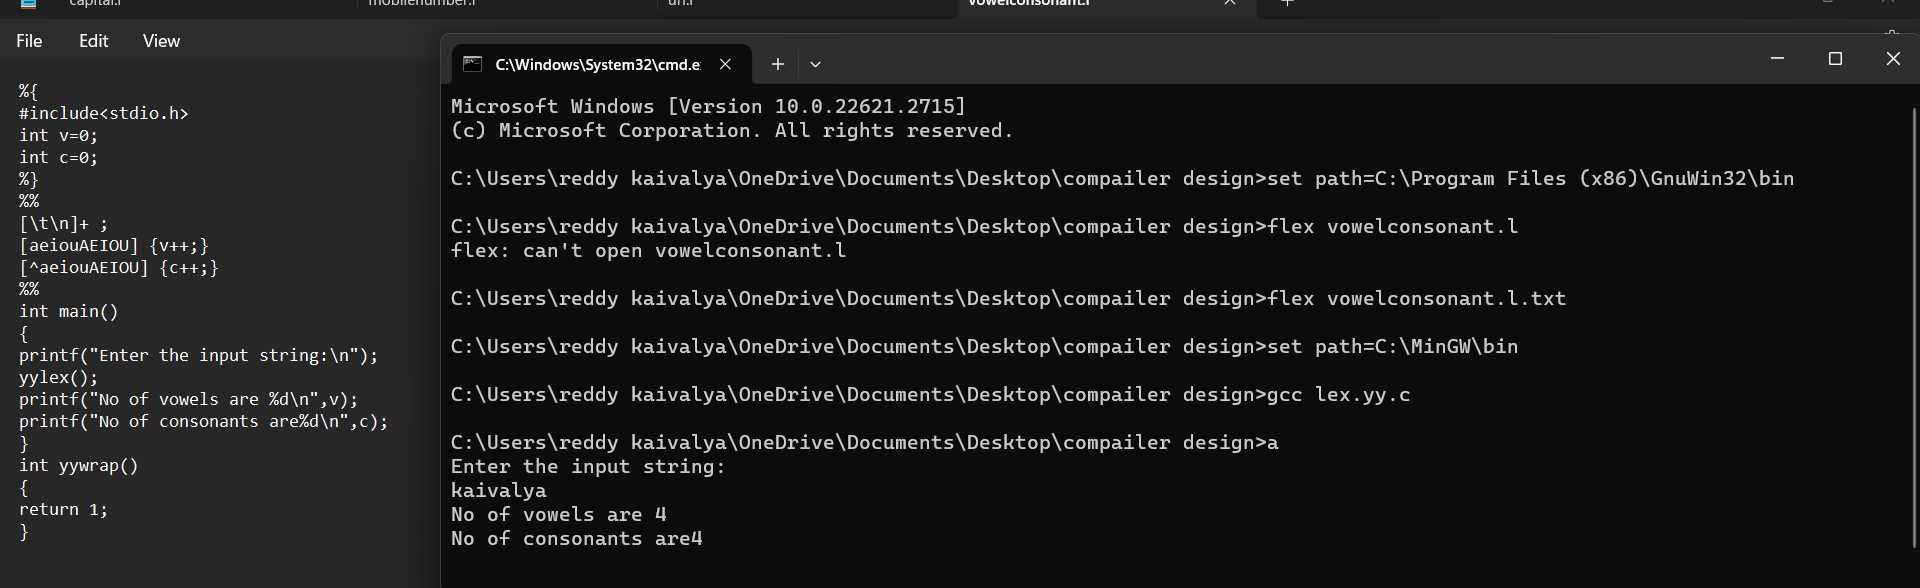 capital.l
mobilenumber.l
url.l
vowelconsonant.l
File Edit View
%{
#include<stdio.h>
int v=0;
int c=0;
%}
%%
[\t\n]+ ;
[aeiouAEIOU] {v++;}
[^aeiouAEIOU] {c++;}
%%
int main()
{
printf("Enter the input string:\n");
yylex();
printf("No of vowels are %d\n",v);
printf("No of consonants are%d\n",c);
}
int yywrap()
{
return 1;
}
C:\Windows\System32\cmd.e
Microsoft Windows [Version 10.0.22621.2715]
(c) Microsoft Corporation. All rights reserved.
C:\Users\reddy kaivalya\OneDrive\Documents\Desktop\compailer design>set path=C:\Program Files (x86)\GnuWin32\bin
C:\Users\reddy kaivalya\OneDrive\Documents\Desktop\compailer design>flex vowelconsonant.l
flex: can't open vowelconsonant.l
C:\Users\reddy kaivalya\OneDrive\Documents\Desktop\compailer design>flex vowelconsonant.l.txt
C:\Users\reddy kaivalya\OneDrive\Documents\Desktop\compailer design>set path=C:\MinGW\bin
C:\Users\reddy kaivalya\OneDrive\Documents\Desktop\compailer design>gcc lex.yy.c
C:\Users\reddy kaivalya\OneDrive\Documents\Desktop\compailer design>a
Enter the input string:
kaivalya
No of vowels are 4
No of consonants are4